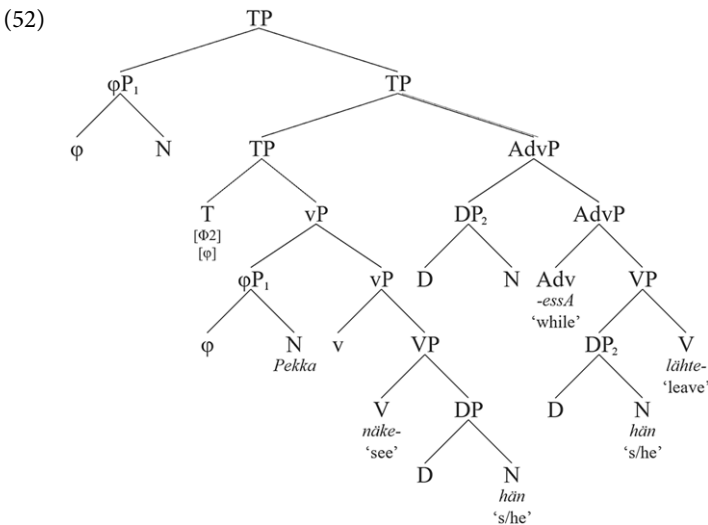 (52) TP
φP₁ TP
φ N TP AdvP
T vP DP₂ AdvP
[Φ2]
[φ]
φP₁ vP D N Adv VP
-essA
‘while’
φ N v VP DP₂ V
Pekka lähte-
‘leave’
V DP D N
näke- hän
‘see’ ‘s/he’
D N
hän
‘s/he’